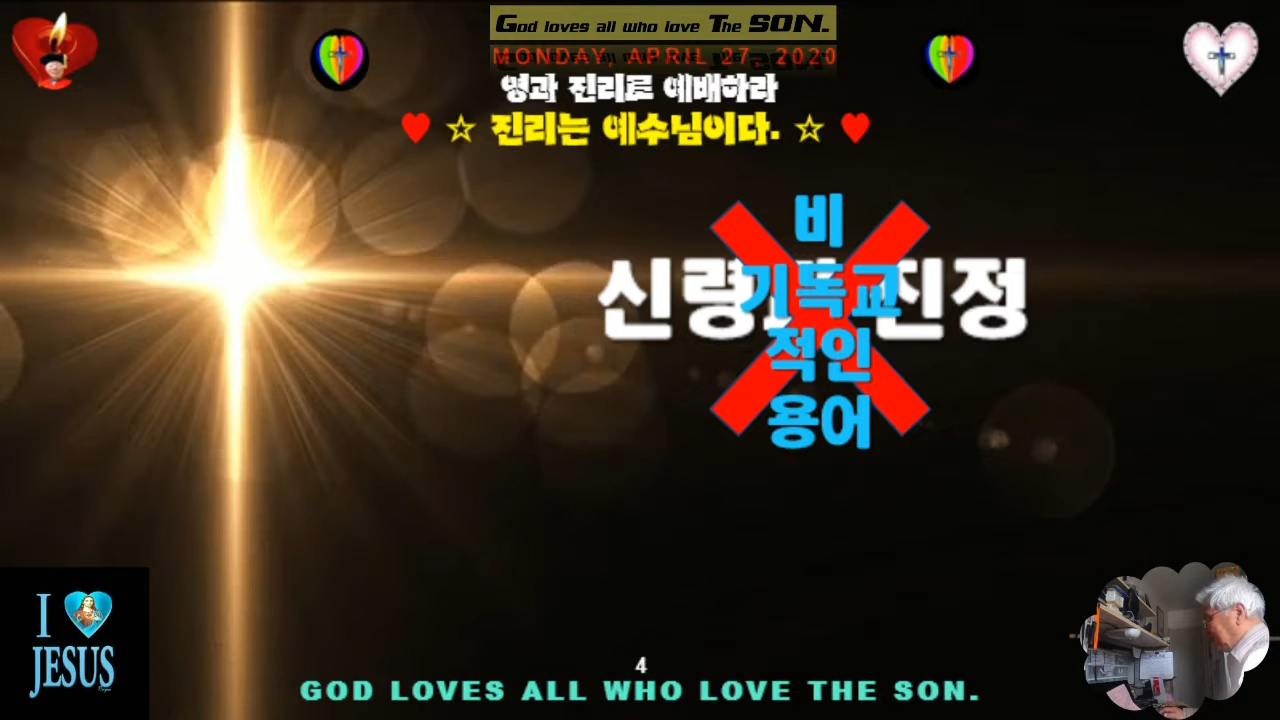 God loves all who love The SON.
MONDAY, APRIL 27, 2020
영과 진리로 예배하라
♥ ☆ 진리는 예수님이다. ☆ ♥
비
신령과 진정
기독교
적인
용어
I
JESUS
4
GOD LOVES ALL WHO LOVE THE SON.